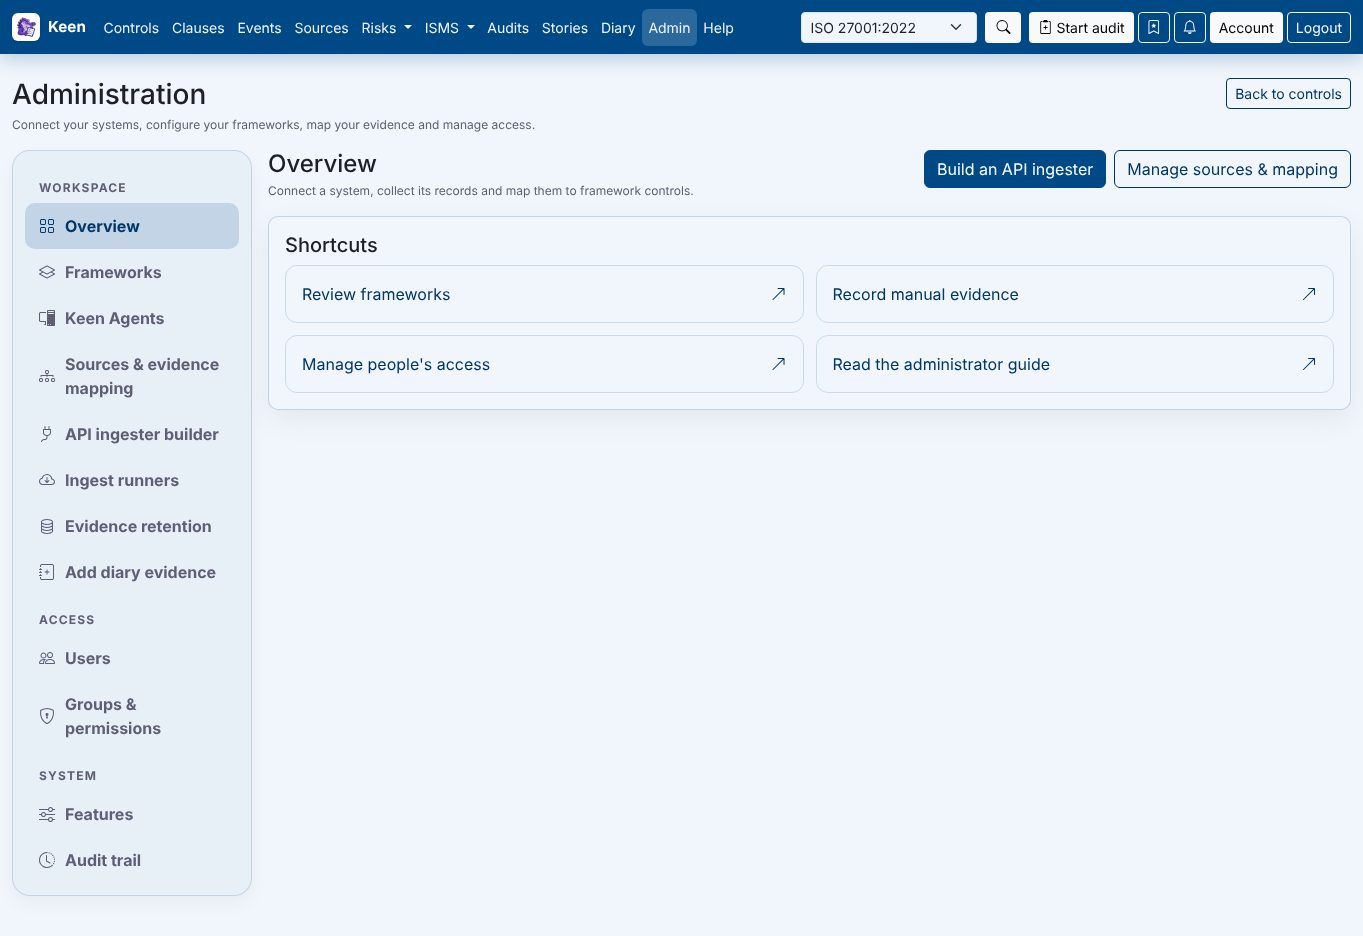 Keen Controls Clauses Events Sources Risks ISMS Audits Stories Diary Admin Help ISO 27001:2022 Start audit Account Logout
Administration
Back to controls
Connect your systems, configure your frameworks, map your evidence and manage access.
WORKSPACE
Overview
Frameworks
Keen Agents
Sources & evidence
mapping
API ingester builder
Ingest runners
Evidence retention
Add diary evidence
ACCESS
Users
Groups &
permissions
SYSTEM
Features
Audit trail
Overview
Connect a system, collect its records and map them to framework controls.
Build an API ingester Manage sources & mapping
Shortcuts
Review frameworks
Record manual evidence
Manage people's access
Read the administrator guide